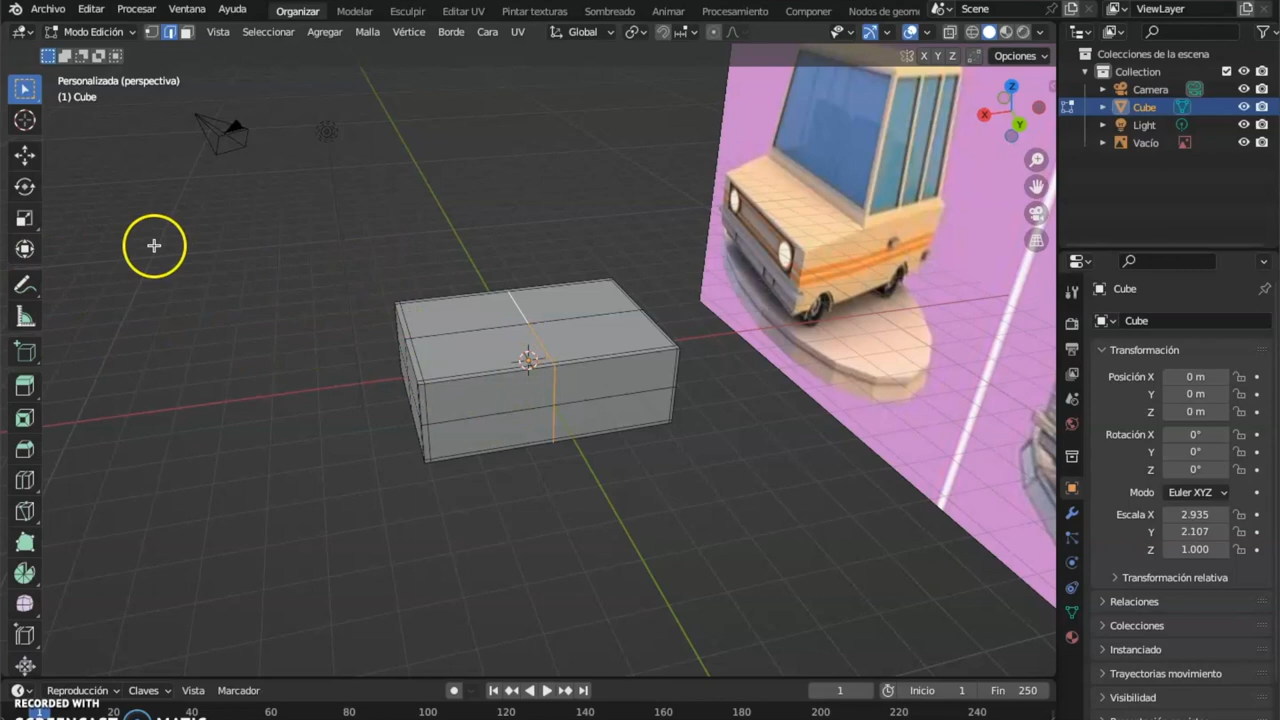 Archivo Editar Procesar Ventana Ayuda Organizar Modelar Esculpir Editar UV Pintar texturas Sombreado Animar Procesamiento Componer Nodos de geome Scene ViewLayer
Modo Edición Vista Seleccionar Agregar Malla Vértice Borde Cara UV Global
X Y Z Opciones
Personalizada (perspectiva)
(1) Cube
Z
X
Y
Colecciones de la escena
Collection
Camera
Cube
Light
Vacío
Cube
Cube
Transformación
Posición X 0 m
Y 0 m
Z 0 m
Rotación X 0°
Y 0°
Z 0°
Modo Euler XYZ
Escala X 2.935
Y 2.107
Z 1.000
Transformación relativa
Relaciones
Colecciones
Instanciado
Trayectorias movimiento
Visibilidad
Reproducción Claves Vista Marcador 1 Inicio 1 Fin 250
RECORDED WITH
1 20 40 60 80 100 120 140 160 180 200 220 240